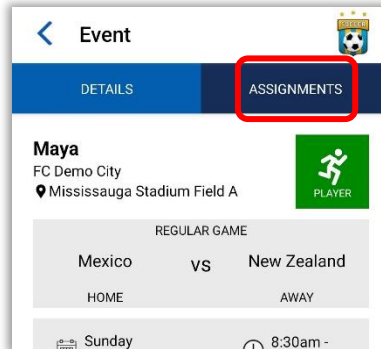 Event
SOCCER
DETAILS ASSIGNMENTS
Maya
FC Demo City
Mississauga Stadium Field A
PLAYER
REGULAR GAME
Mexico VS New Zealand
HOME AWAY
Sunday 8:30am -